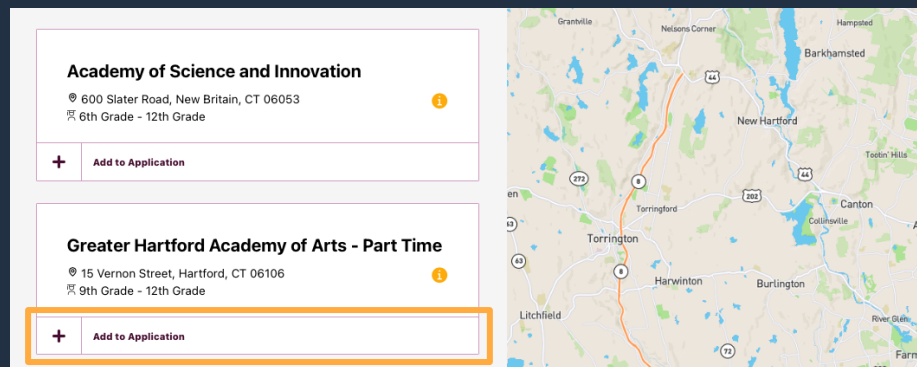 Academy of Science and Innovation
600 Slater Road, New Britain, CT 06053
6th Grade - 12th Grade
Add to Application
Greater Hartford Academy of Arts - Part Time
15 Vernon Street, Hartford, CT 06106
9th Grade - 12th Grade
Add to Application
Grantville
Nelsons Corner
Hampsted
Barkhamsted
44
New Hartford
Tootin' Hills
44
272
8
202
Canton
en
Torringford
Collinsville
63
Torrington
63
8
Harwinton
Burlington
Litchfield
River Glen
72
Farm